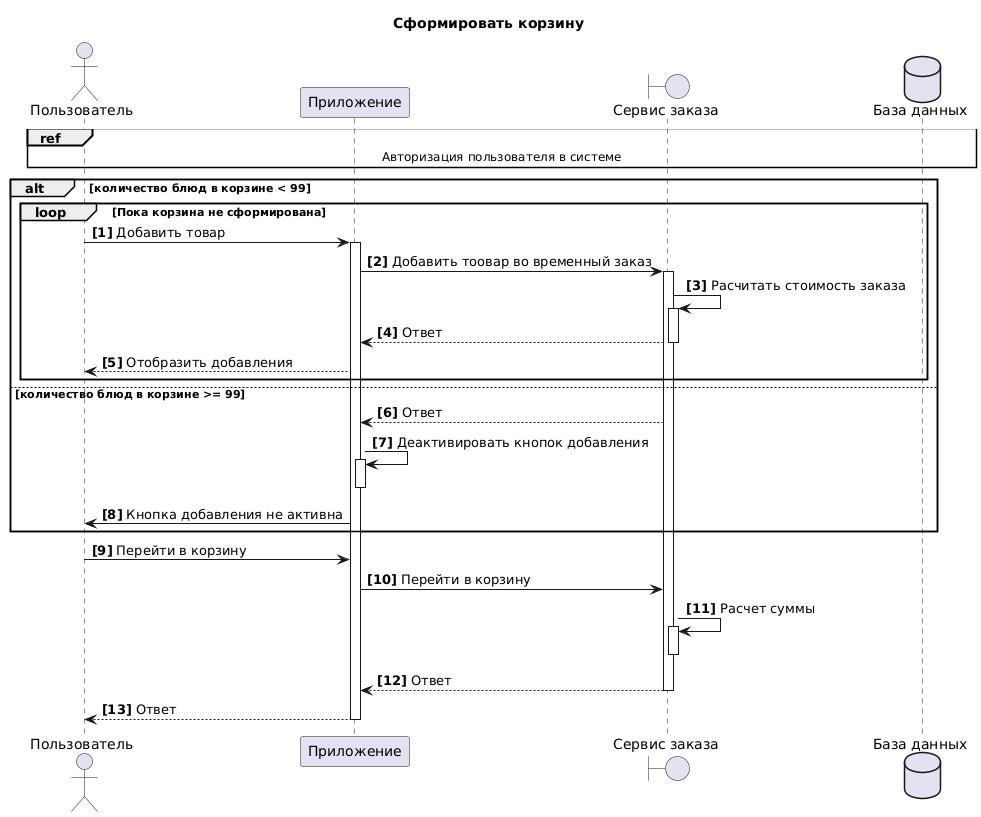 Сформировать корзину
Пользователь
Приложение
Сервис заказа
База данных
ref
Авторизация пользователя в системе
alt [количество блюд в корзине < 99]
loop [Пока корзина не сформирована]
[1] Добавить товар
[2] Добавить тоовар во временный заказ
[3] Расчитать стоимость заказа
[4] Ответ
[5] Отобразить добавления
[количество блюд в корзине >= 99]
[6] Ответ
[7] Деактивировать кнопок добавления
[8] Кнопка добавления не активна
[9] Перейти в корзину
[10] Перейти в корзину
[11] Расчет суммы
[12] Ответ
[13] Ответ
Пользователь
Приложение
Сервис заказа
База данных